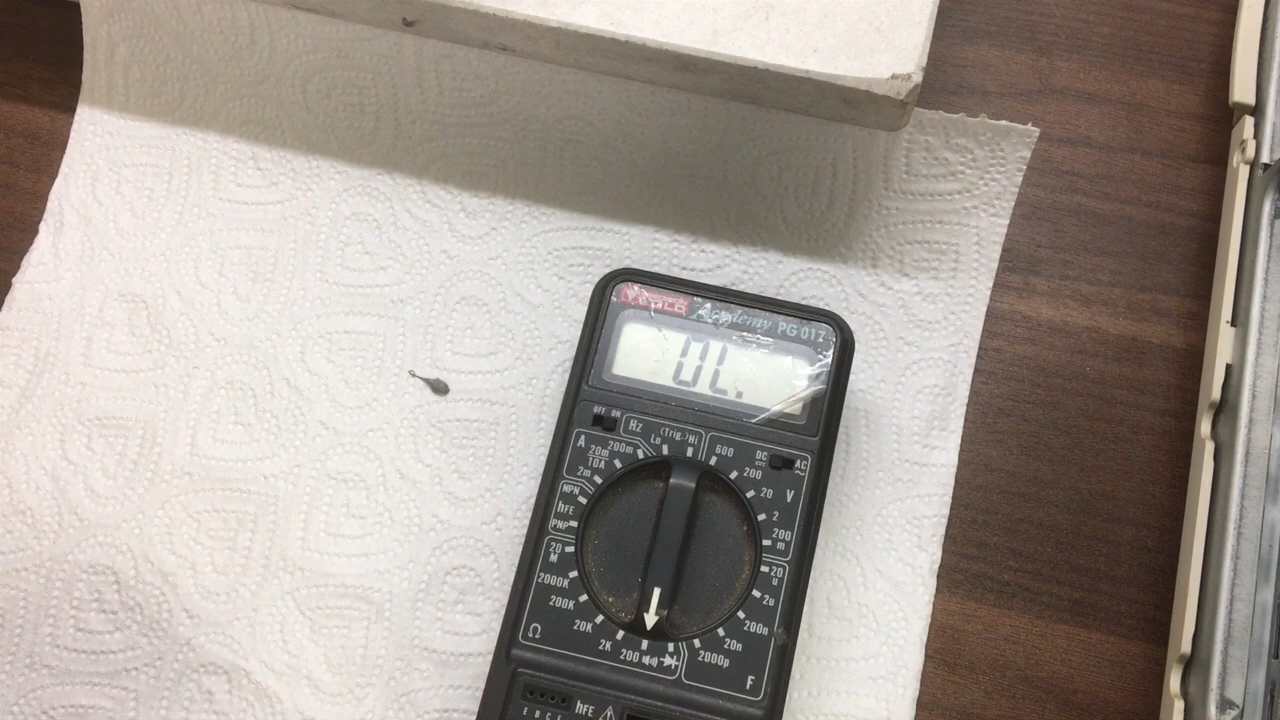 Academy PG 017
OL.
OFF ON
Hz
(Trig.)
Lo
Hi
A
200m
20m
10A
2m
NPN
hFE
PNP
20
M
2000K
200K
20K
2K
200
Ω
600
DC
AC
200
20
V
2
200
m
20
u
2u
200n
20n
2000p
F
hFE
E B C E